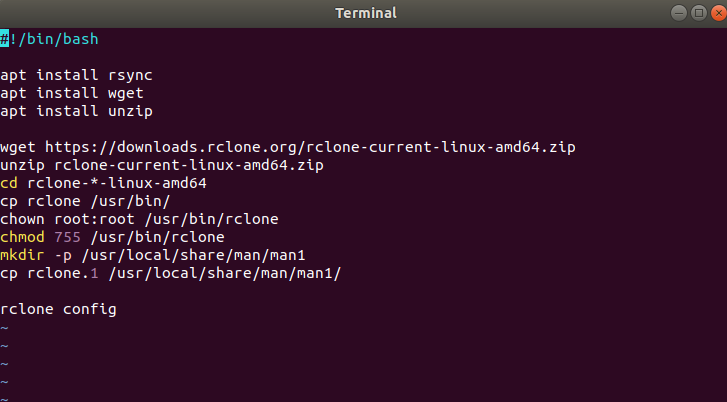 Terminal
#!/bin/bash
apt install rsync
apt install wget
apt install unzip
wget https://downloads.rclone.org/rclone-current-linux-amd64.zip
unzip rclone-current-linux-amd64.zip
cd rclone-*-linux-amd64
cp rclone /usr/bin/
chown root:root /usr/bin/rclone
chmod 755 /usr/bin/rclone
mkdir -p /usr/local/share/man/man1
cp rclone.1 /usr/local/share/man/man1/
rclone config
~
~
~
~
~